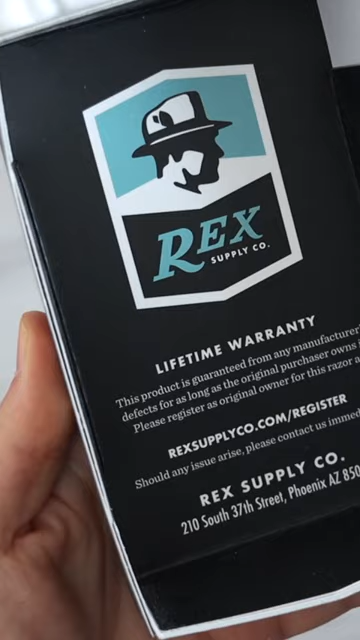 REX
SUPPLY CO.
LIFETIME WARRANTY
This product is guaranteed from any manufacturer
defects for as long as the original purchaser owns
Please register as original owner for this razor a
REXSUPPLYCO.COM/REGISTER
Should any issue arise, please contact us immed
REX SUPPLY CO.
210 South 37th Street, Phoenix AZ 850